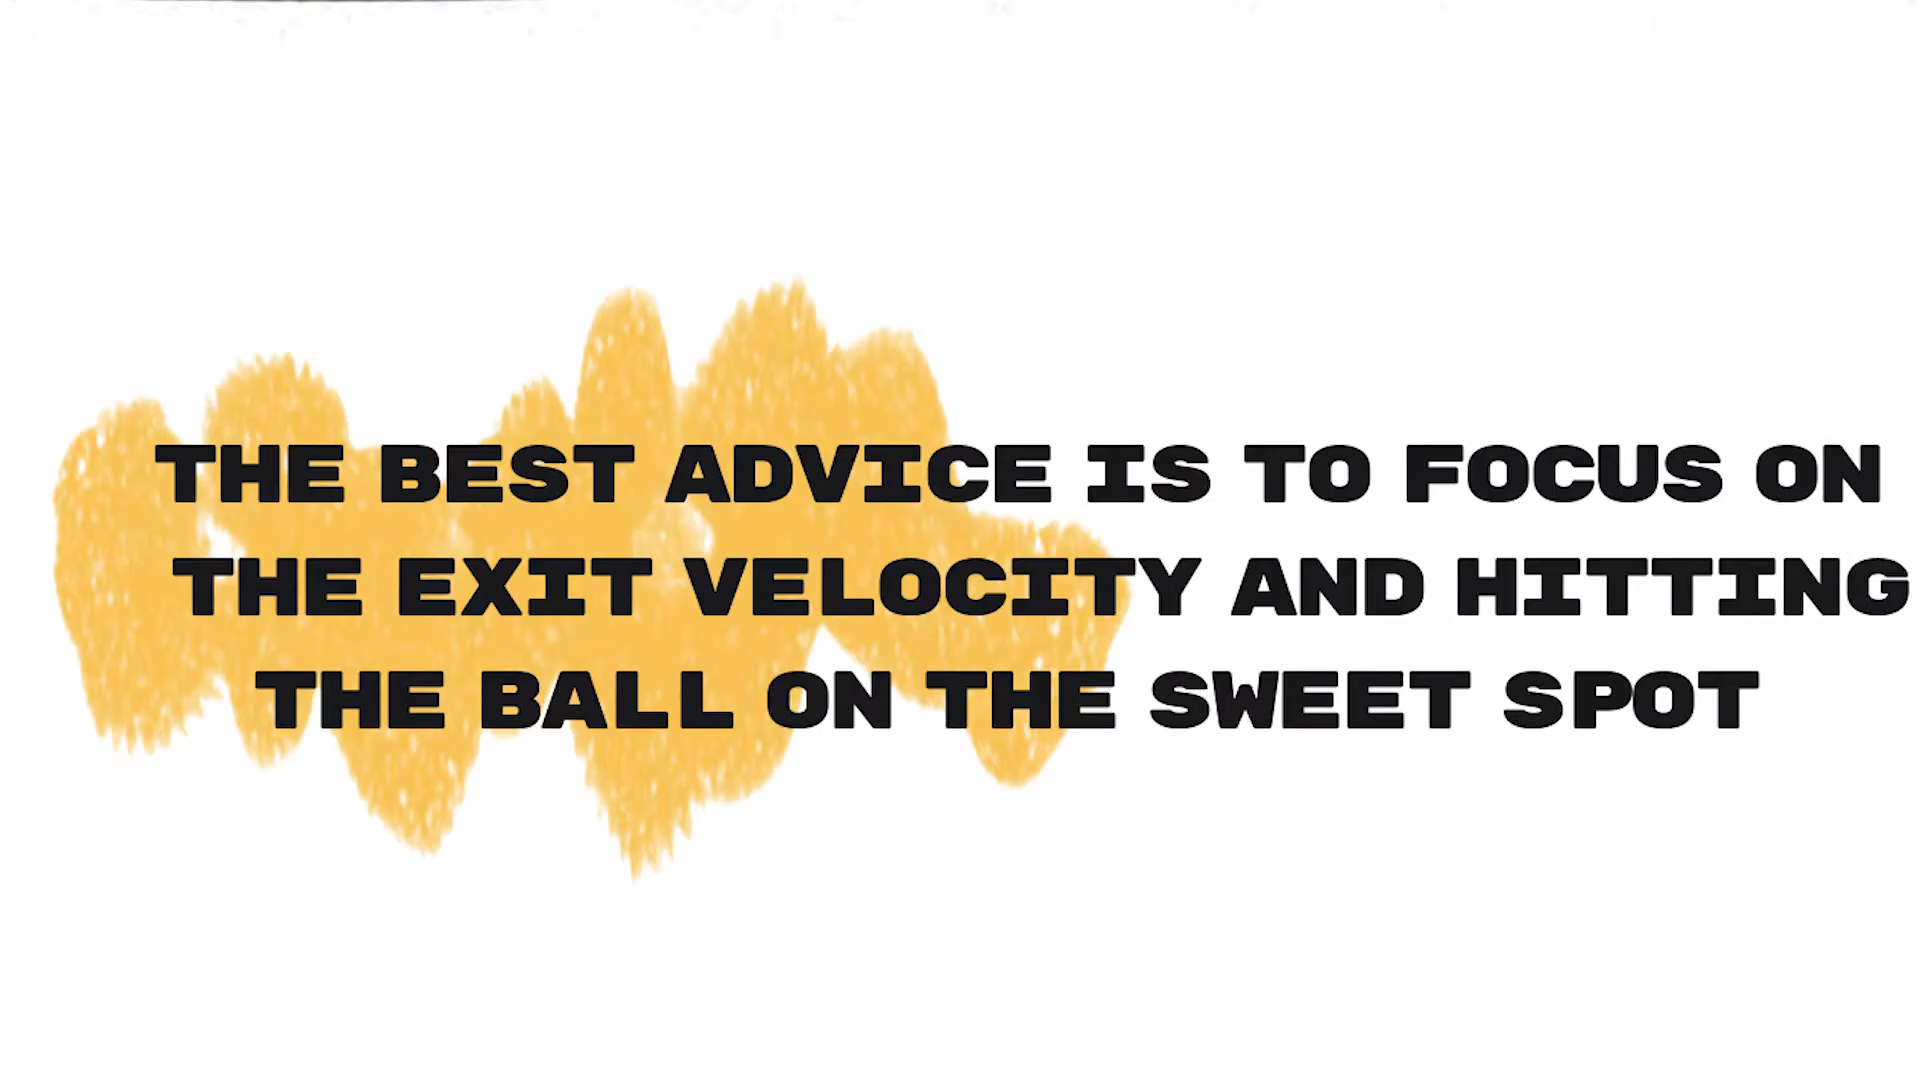 THE BEST ADVICE IS TO FOCUS ON
THE EXIT VELOCITY AND HITTING
THE BALL ON THE SWEET SPOT